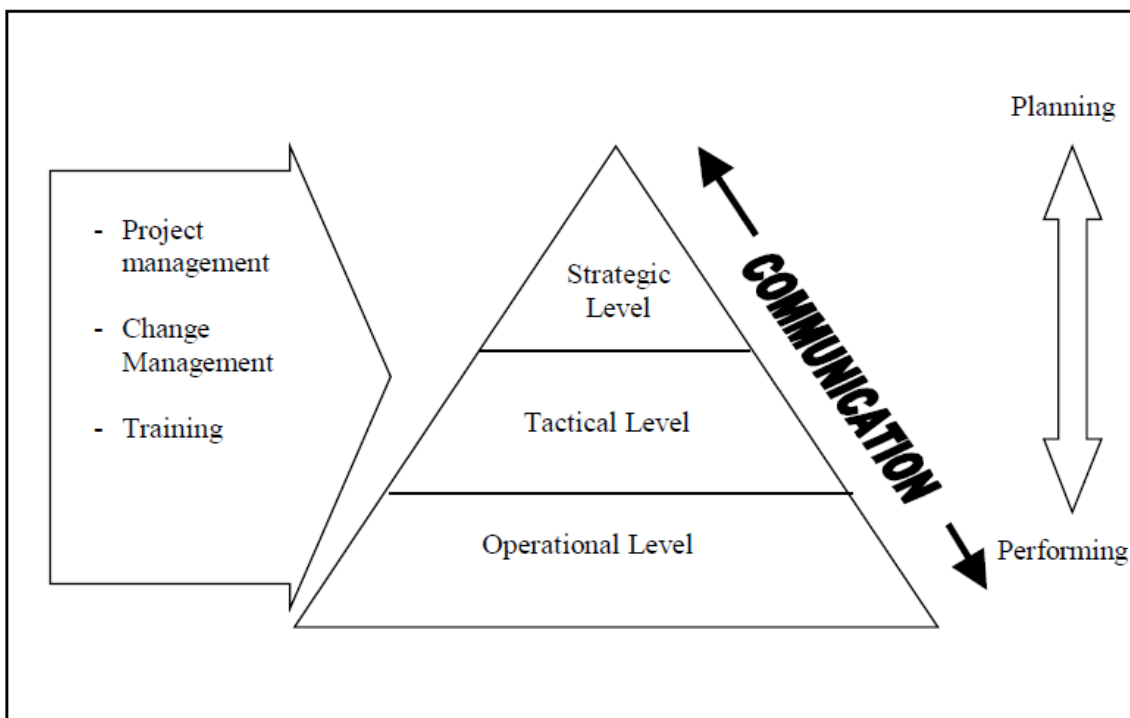 Planning
- Project
management
- Change
Management
- Training
Strategic
Level
Tactical Level
Operational Level
COMMUNICATION
Performing